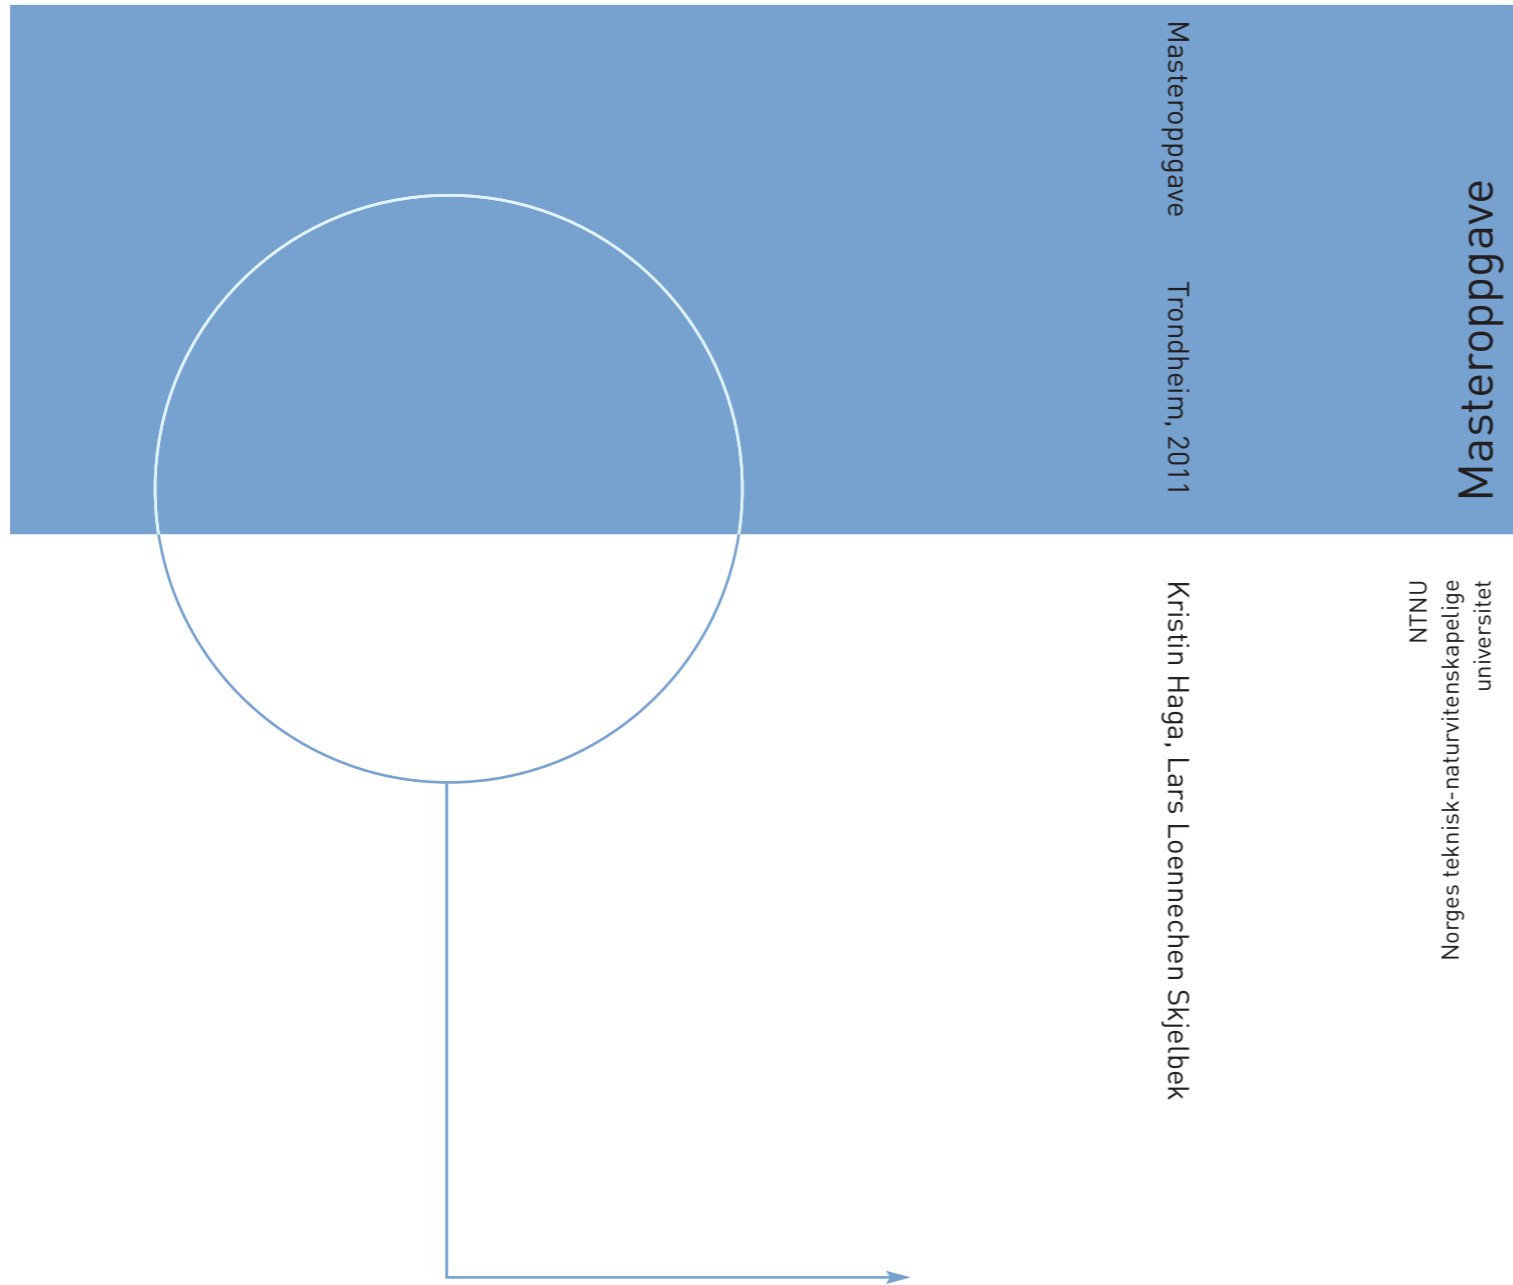 Masteroppgave
NTNU
Norges teknisk-naturvitenskapelige
universitet
Masteroppgave Trondheim, 2011 Kristin Haga, Lars Loennechen Skjelbek